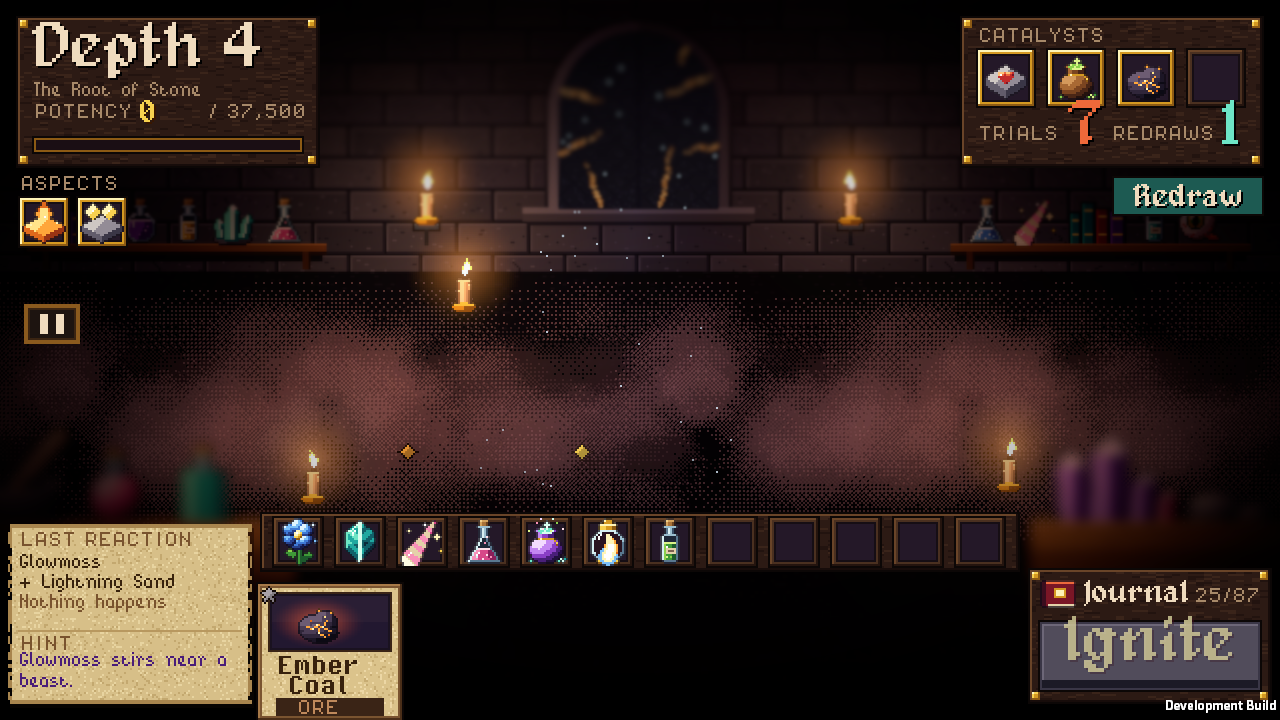 Depth 4
The Root of Stone
POTENCY 0 / 37,500
ASPECTS
CATALYSTS
TRIALS 7 REDRAWS 1
Redraw
LAST REACTION
Glowmoss
+ Lightning Sand
Nothing happens
HINT
Glowmoss stirs near a
beast.
Ember
Coal
ORE
Journal 25/87
Ignite
Development Build